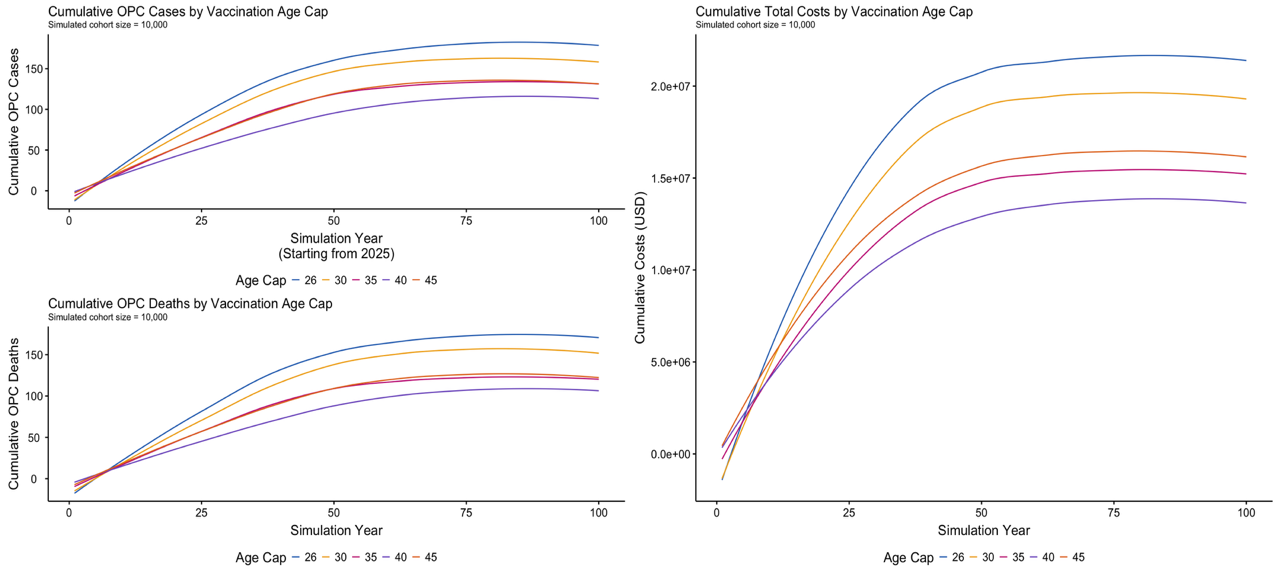 Cumulative OPC Cases by Vaccination Age Cap
Simulated cohort size = 10,000
Cumulative OPC Cases
150
100
50
0
0 25 50 75 100
Simulation Year
(Starting from 2025)
Age Cap 26 30 35 40 45
Cumulative OPC Deaths by Vaccination Age Cap
Simulated cohort size = 10,000
Cumulative OPC Deaths
150
100
50
0
0 25 50 75 100
Simulation Year
Age Cap 26 30 35 40 45
Cumulative Total Costs by Vaccination Age Cap
Simulated cohort size = 10,000
Cumulative Costs (USD)
2.0e+07
1.5e+07
1.0e+07
5.0e+06
0.0e+00
0 25 50 75 100
Simulation Year
Age Cap 26 30 35 40 45